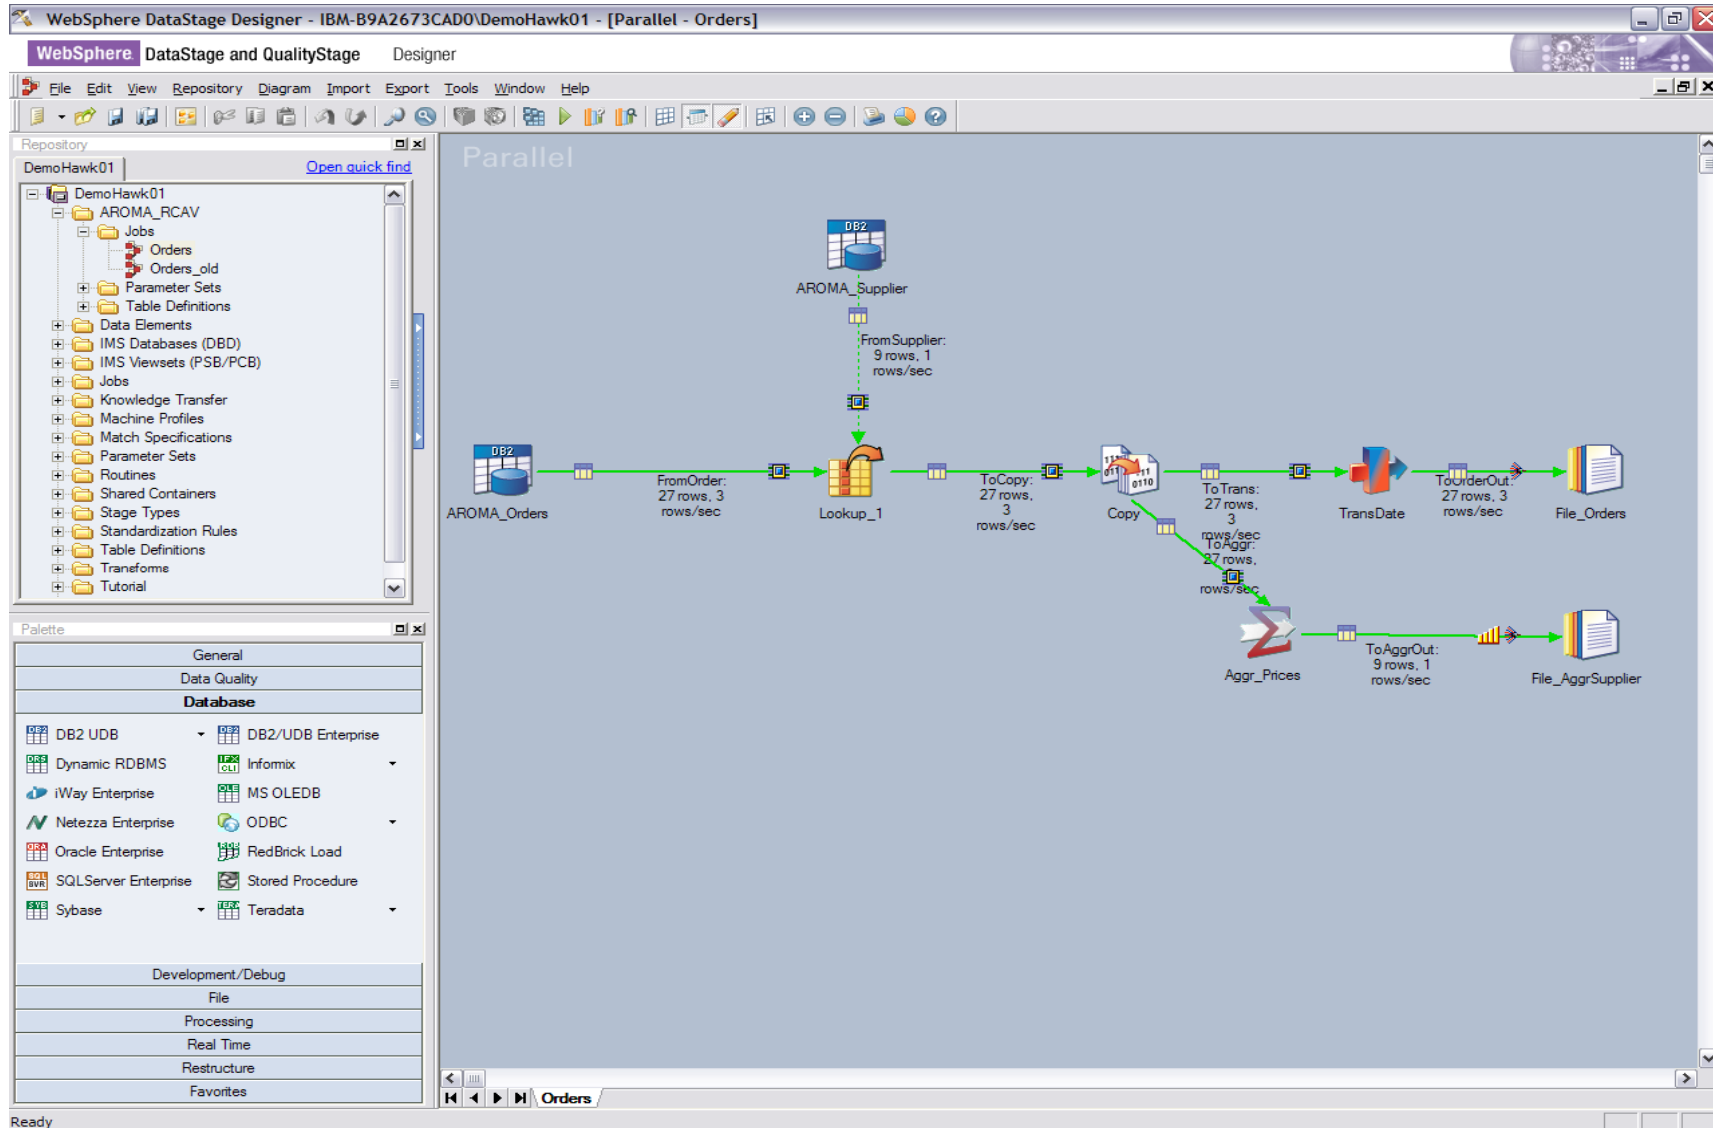 WebSphere DataStage Designer - IBM-B9A2673CAD0\DemoHawk01 - [Parallel - Orders]
WebSphere. DataStage and QualityStage Designer
File Edit View Repository Diagram Import Export Tools Window Help
Repository
DemoHawk01 Open quick find
DemoHawk01
AROMA_RCAV
Jobs
Orders
Orders_old
Parameter Sets
Table Definitions
Data Elements
IMS Databases (DBD)
IMS Viewsets (PSB/PCB)
Jobs
Knowledge Transfer
Machine Profiles
Match Specifications
Parameter Sets
Routines
Shared Containers
Stage Types
Standardization Rules
Table Definitions
Transforms
Tutorial
Palette
General
Data Quality
Database
DB2 UDB DB2/UDB Enterprise
Dynamic RDBMS Informix
iWay Enterprise MS OLEDB
Netezza Enterprise ODBC
Oracle Enterprise RedBrick Load
SQLServer Enterprise Stored Procedure
Sybase Teradata
Development/Debug
File
Processing
Real Time
Restructure
Favorites
Parallel
DB2
AROMA_Supplier
FromSupplier:
9 rows, 1
rows/sec
DB2
AROMA_Orders
FromOrder:
27 rows, 3
rows/sec
Lookup_1
ToCopy:
27 rows,
3
rows/sec
Copy
ToTrans:
27 rows,
3
rows/sec
TransDate
ToOrderOut:
27 rows, 3
rows/sec
File_Orders
ToAggr:
27 rows,
rows/sec
Aggr_Prices
ToAggrOut:
9 rows, 1
rows/sec
File_AggrSupplier
Orders
Ready